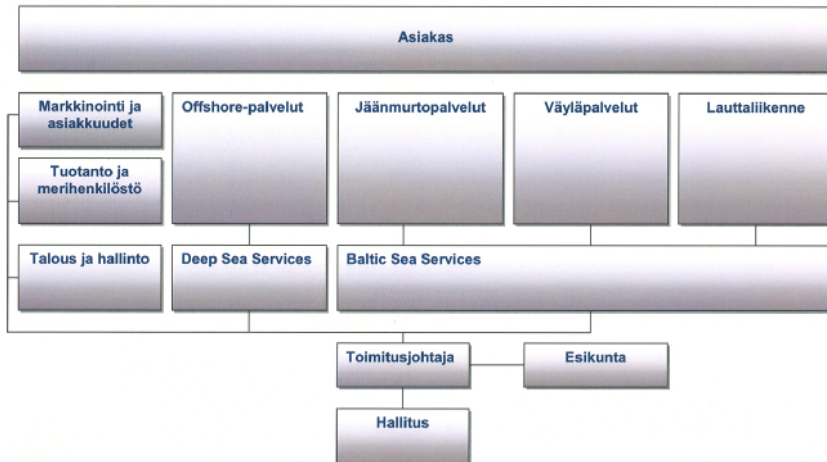 Asiakas
Markkinointi ja
asiakkuudet
Offshore-palvelut
Jäänmurtopalvelut
Väyläpalvelut
Lauttaliikenne
Tuotanto ja
merihenkilöstö
Talous ja hallinto
Deep Sea Services
Baltic Sea Services
Toimitusjohtaja
Esikunta
Hallitus